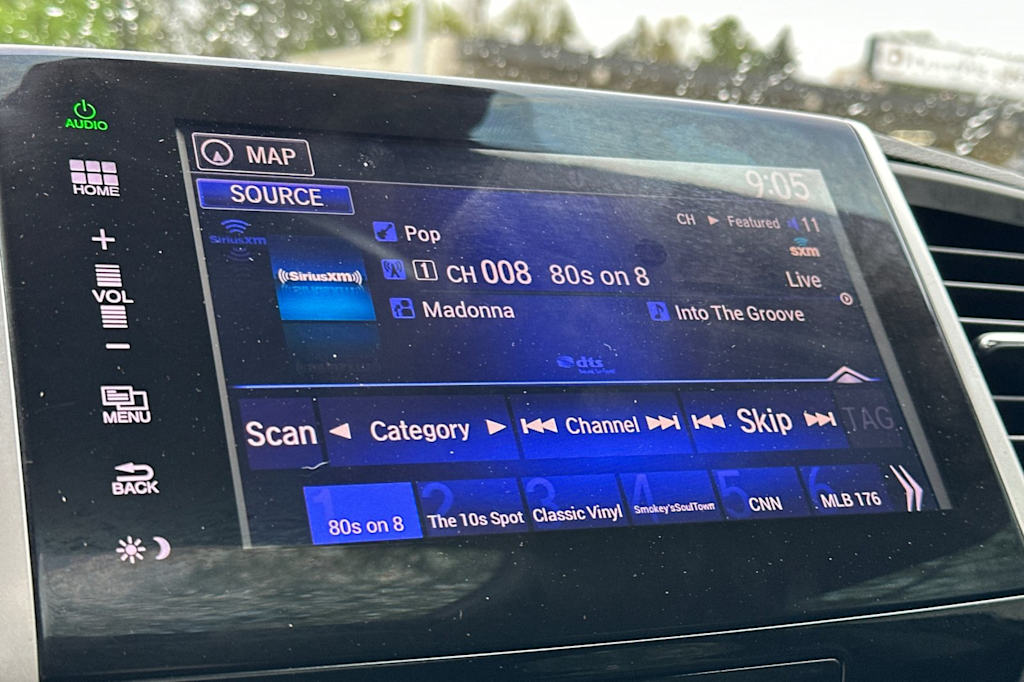 AUDIO
MAP
9:05
HOME
SOURCE
CH ▶ Featured 11
SiriusXM
Pop
sxm
((SiriusXM))
1 CH 008 80s on 8
Live
+
VOL
-
Madonna
Into The Groove
dts
MENU
Scan ◀ Category ▶ Channel Skip TAG
BACK
1 80s on 8
2 The 10s Spot
3 Classic Vinyl
4 Smokey'sSoulTown
5 CNN
6 MLB 176